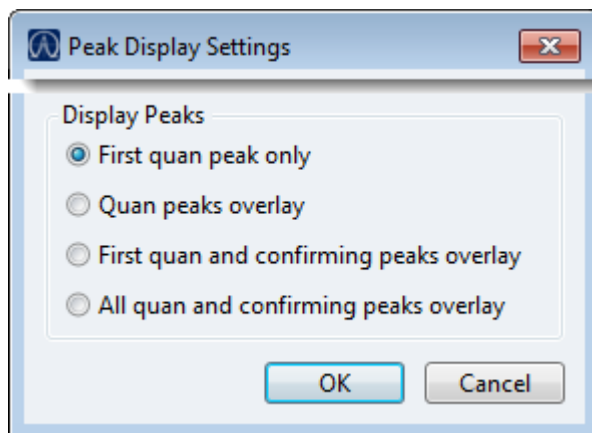 Peak Display Settings
Display Peaks
First quan peak only
Quan peaks overlay
First quan and confirming peaks overlay
All quan and confirming peaks overlay
OK Cancel